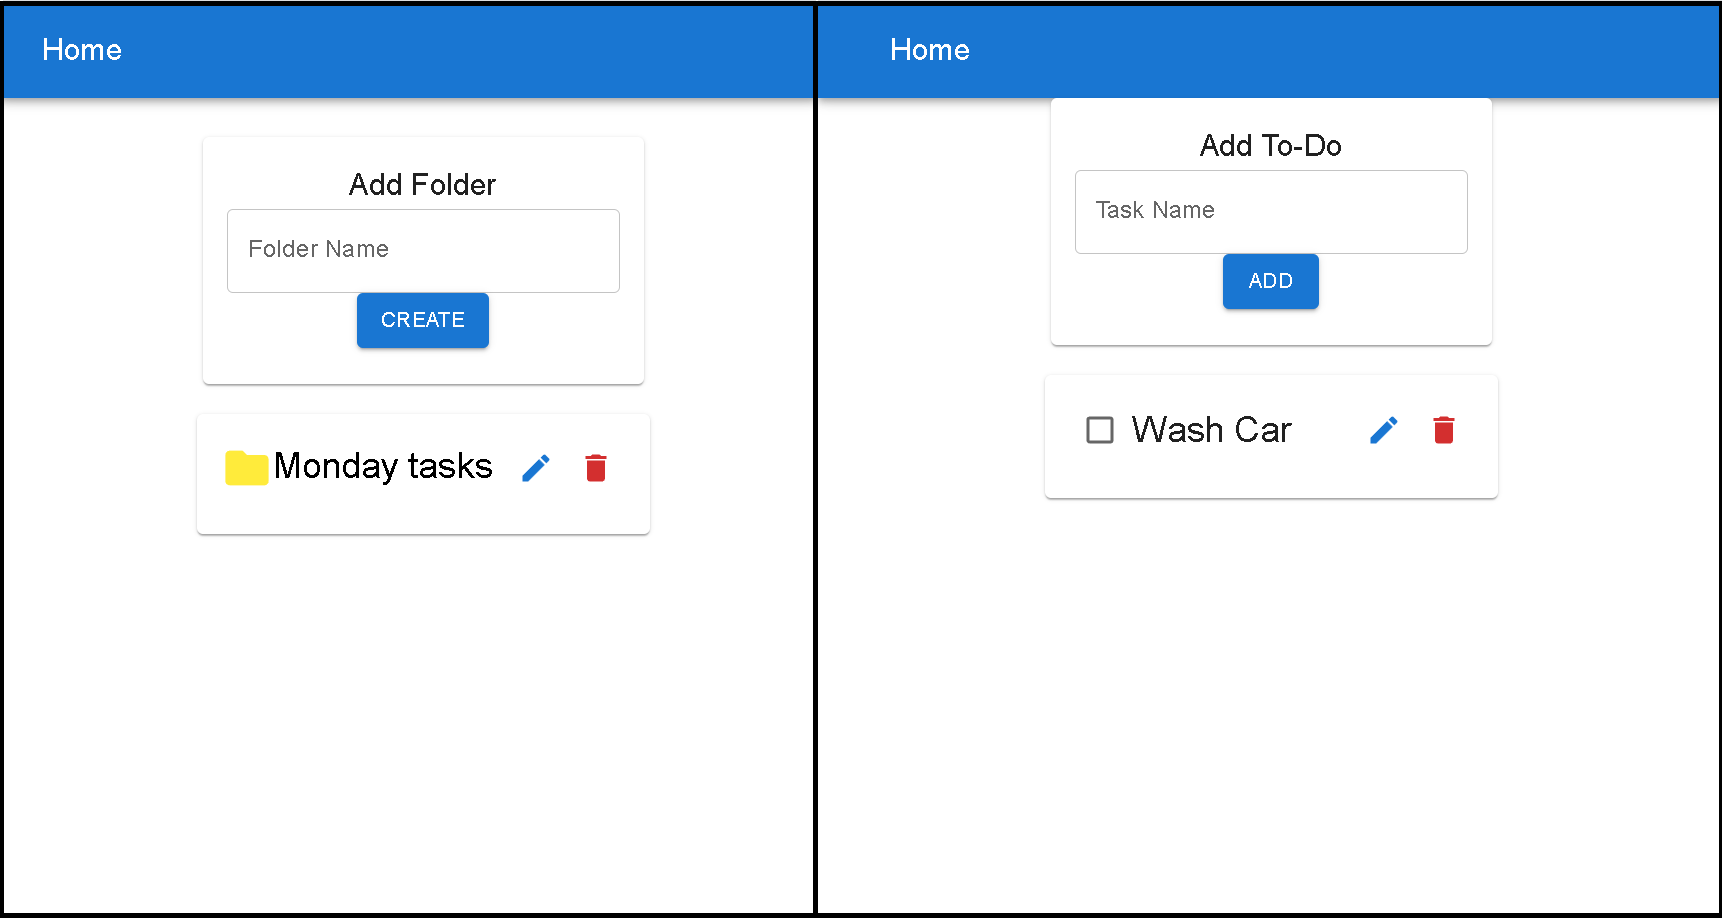 Home
Add Folder
Folder Name
CREATE
Monday tasks
Home
Add To-Do
Task Name
ADD
Wash Car